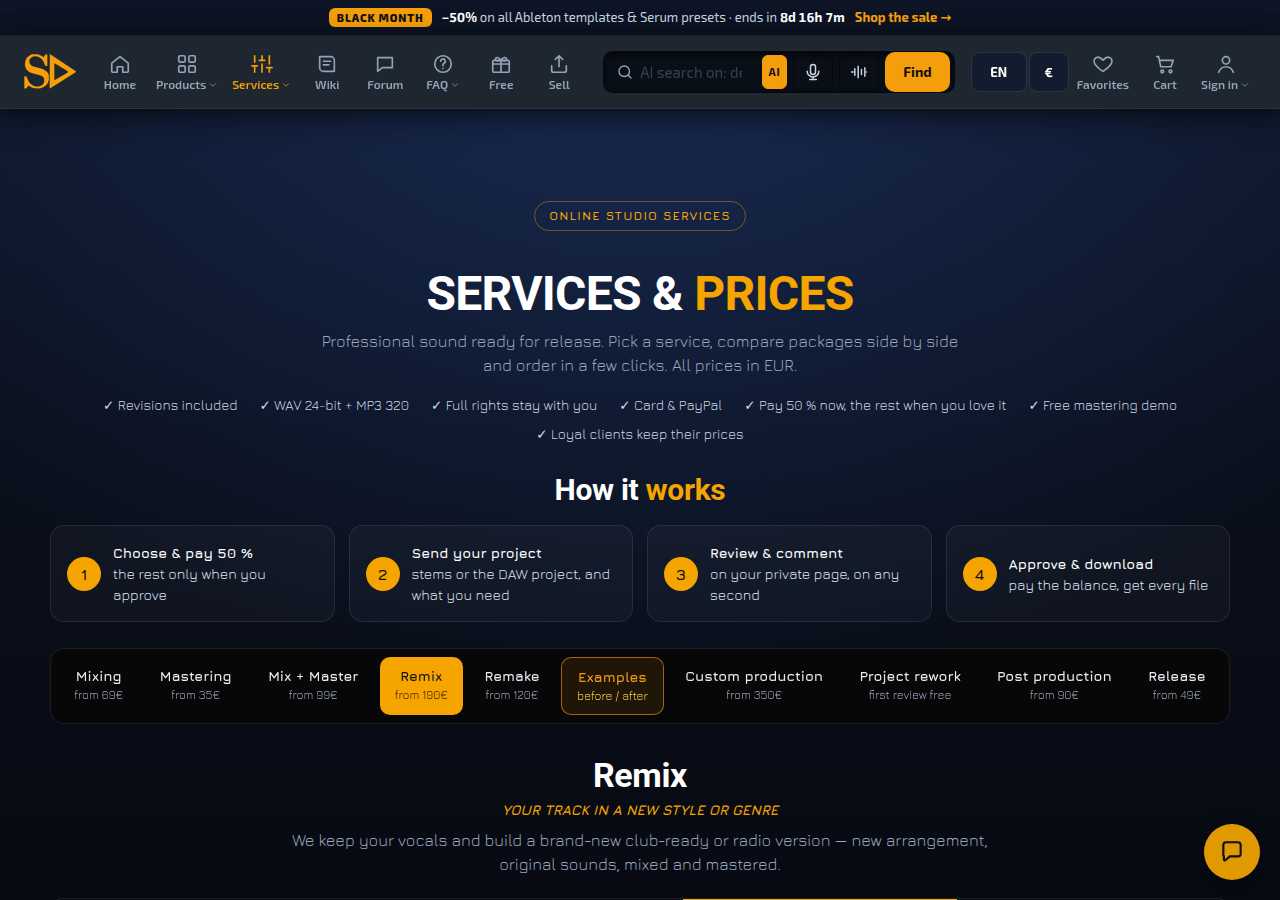 BLACK MONTH −50% on all Ableton templates & Serum presets · ends in 8d 16h 7m Shop the sale →
Home Products Services Wiki Forum FAQ Free Sell AI search on: dr AI Find EN € Favorites Cart Sign in
ONLINE STUDIO SERVICES
SERVICES & PRICES
Professional sound ready for release. Pick a service, compare packages side by side
and order in a few clicks. All prices in EUR.
✓ Revisions included ✓ WAV 24-bit + MP3 320 ✓ Full rights stay with you ✓ Card & PayPal ✓ Pay 50 % now, the rest when you love it ✓ Free mastering demo
✓ Loyal clients keep their prices
How it works
1 Choose & pay 50 %
the rest only when you
approve
2 Send your project
stems or the DAW project, and
what you need
3 Review & comment
on your private page, on any
second
4 Approve & download
pay the balance, get every file
Mixing Mastering Mix + Master Remix Remake Examples Custom production Project rework Post production Release
from 69€ from 35€ from 99€ from 190€ from 120€ before / after from 350€ first review free from 90€ from 49€
Remix
YOUR TRACK IN A NEW STYLE OR GENRE
We keep your vocals and build a brand-new club-ready or radio version — new arrangement,
original sounds, mixed and mastered.